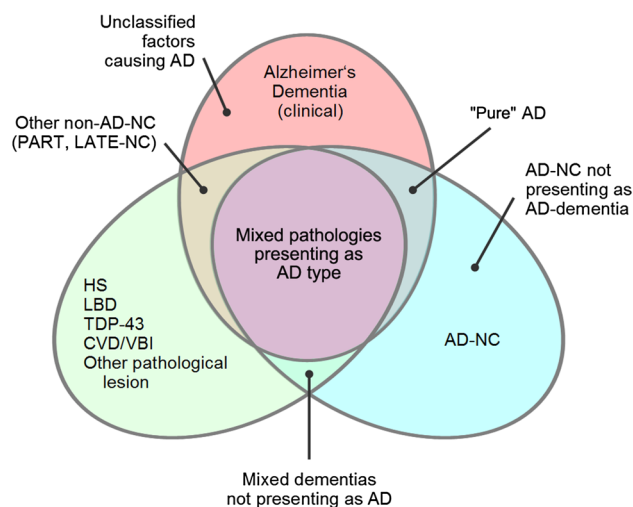 Unclassified
factors
causing AD
Alzheimer‘s
Dementia
(clinical)
"Pure" AD
Other non-AD-NC
(PART, LATE-NC)
AD-NC not
presenting as
AD-dementia
Mixed pathologies
presenting as
AD type
HS
LBD
TDP-43
CVD/VBI
Other pathological
lesion
AD-NC
Mixed dementias
not presenting as AD